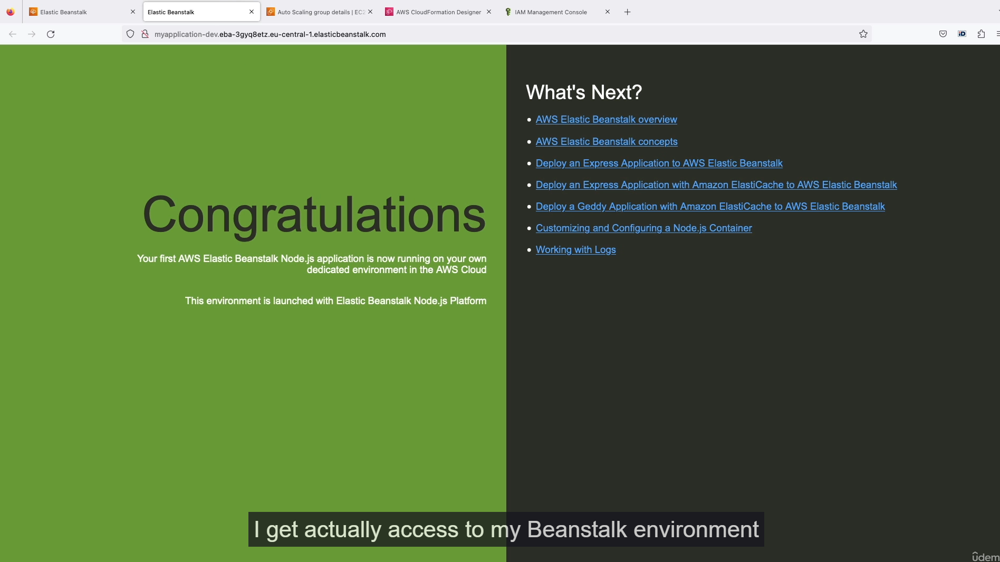 Elastic Beanstalk
Elastic Beanstalk
Auto Scaling group details | EC2
AWS CloudFormation Designer
IAM Management Console
myapplication-dev.eba-3gyq8etz.eu-central-1.elasticbeanstalk.com
iD
Congratulations
Your first AWS Elastic Beanstalk Node.js application is now running on your own
dedicated environment in the AWS Cloud
This environment is launched with Elastic Beanstalk Node.js Platform
What's Next?
AWS Elastic Beanstalk overview
AWS Elastic Beanstalk concepts
Deploy an Express Application to AWS Elastic Beanstalk
Deploy an Express Application with Amazon ElastiCache to AWS Elastic Beanstalk
Deploy a Geddy Application with Amazon ElastiCache to AWS Elastic Beanstalk
Customizing and Configuring a Node.js Container
Working with Logs
I get actually access to my Beanstalk environment
ûdem